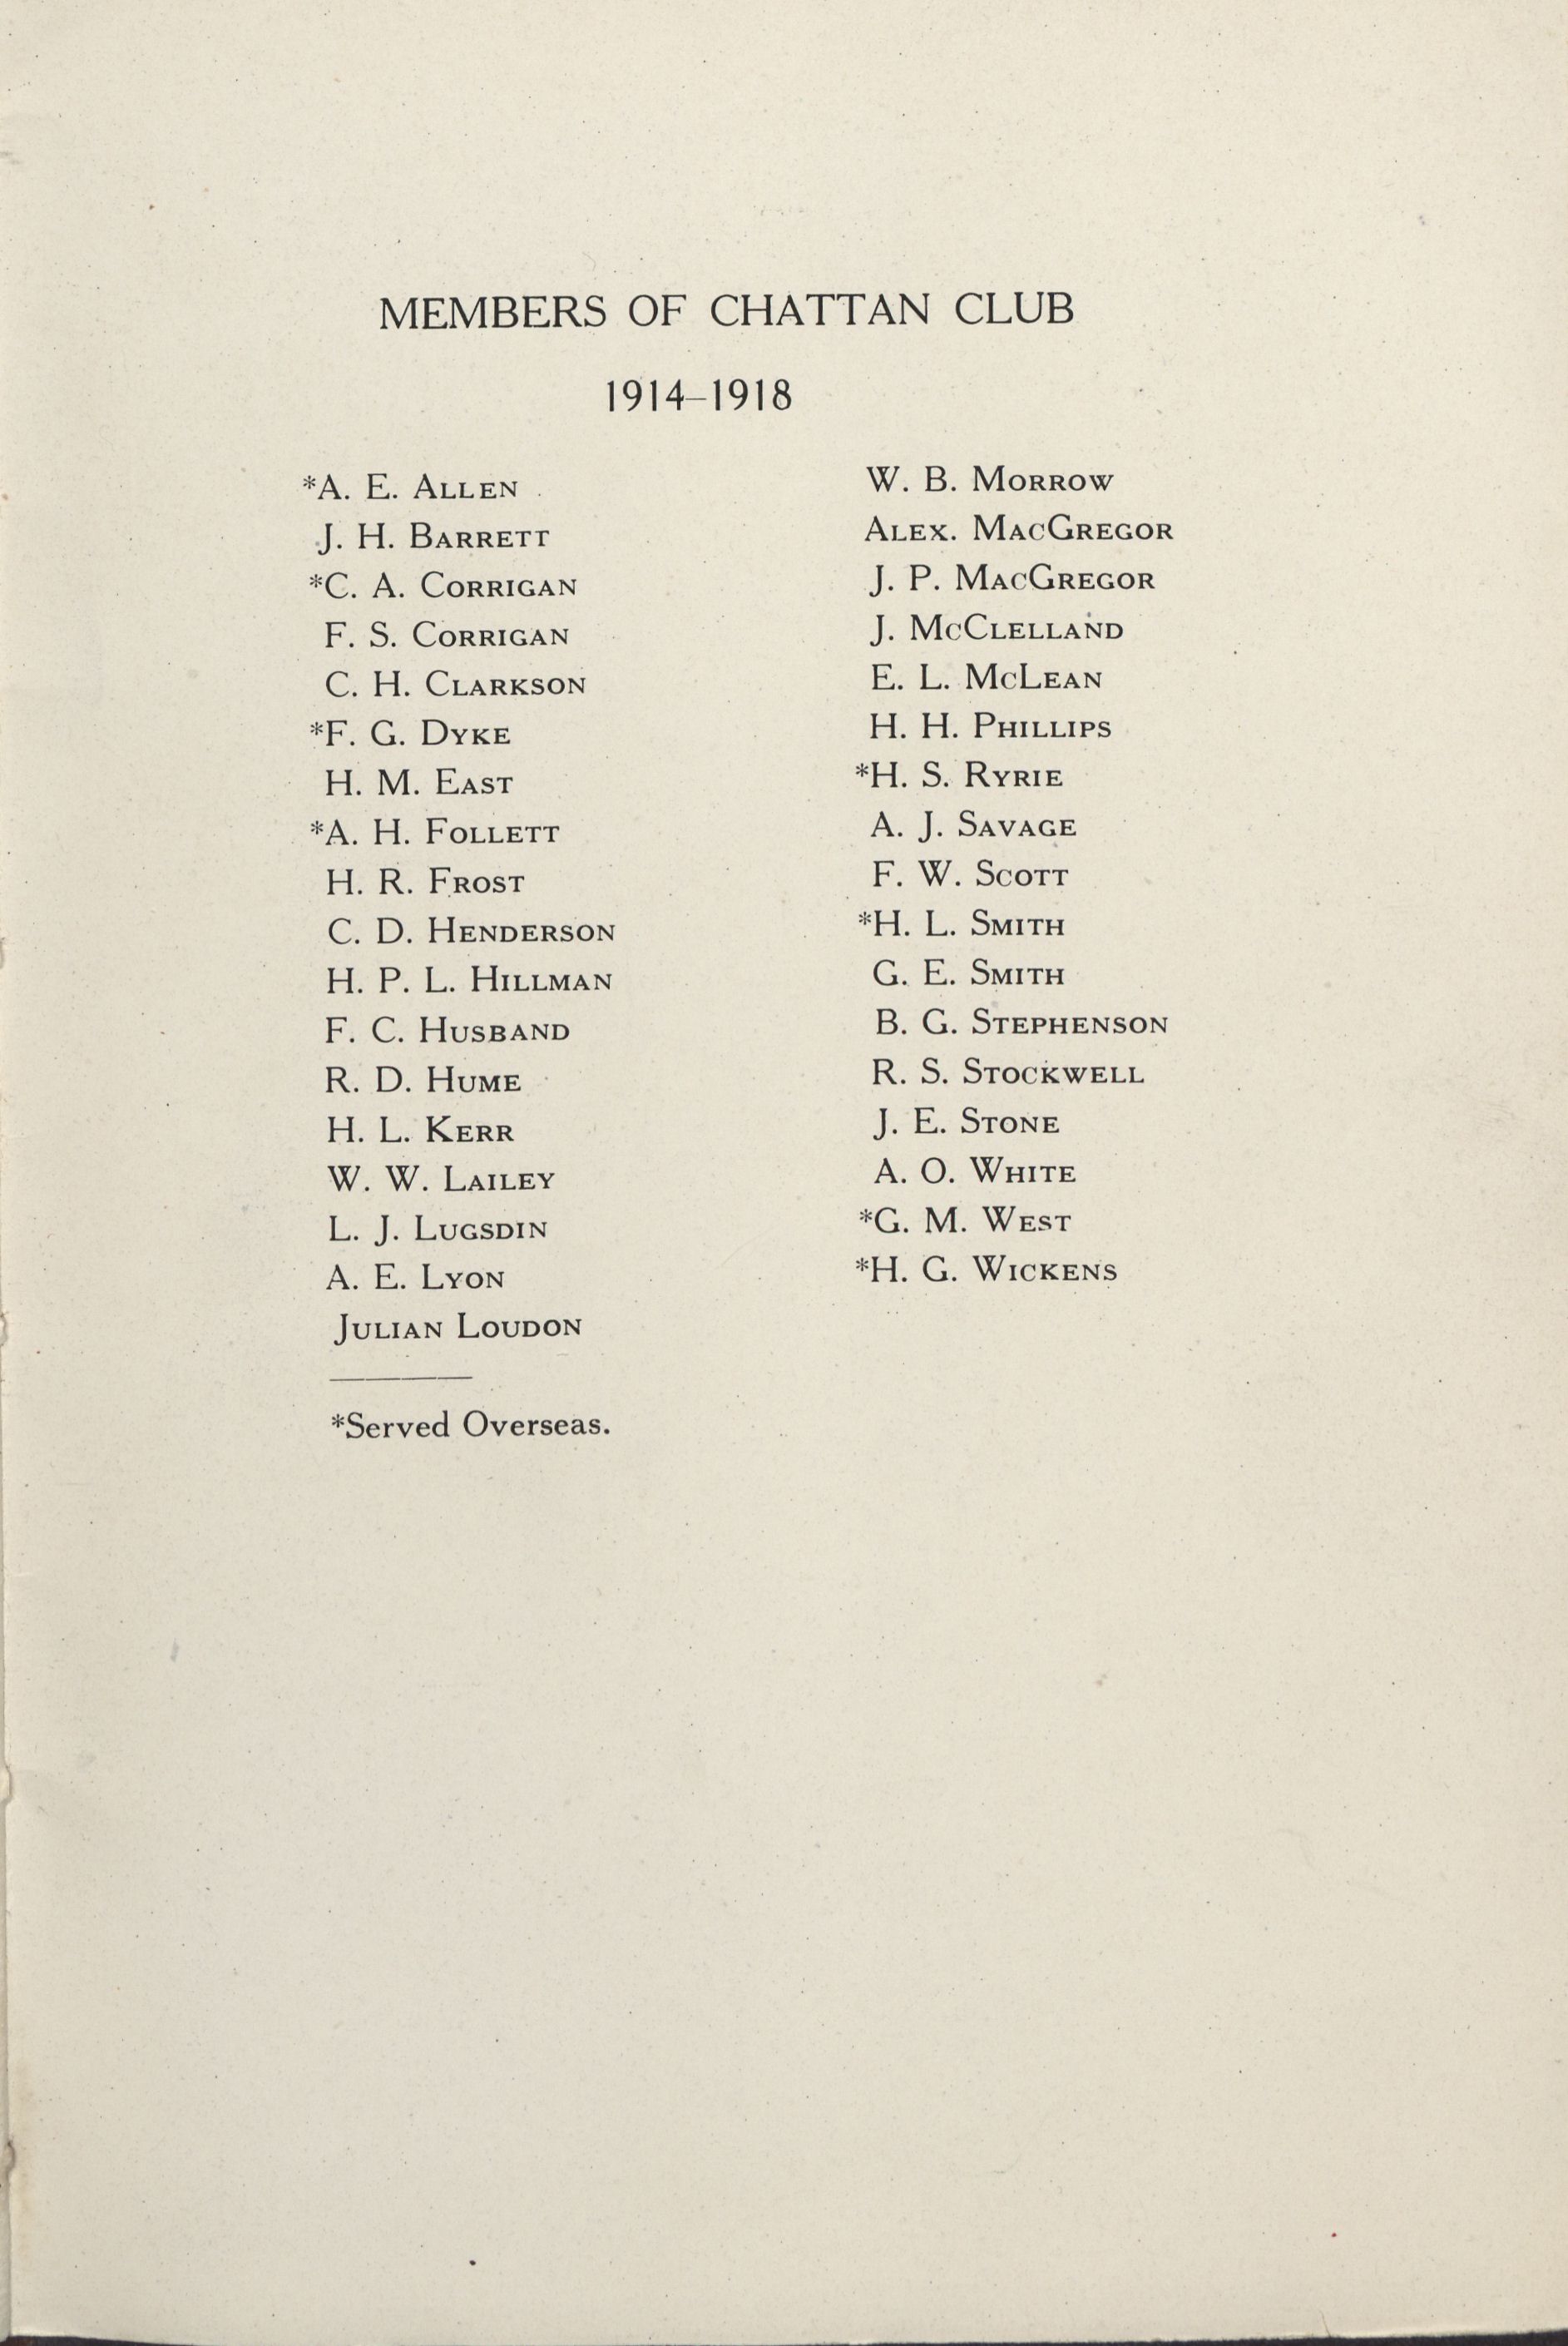 MEMBERS OF CHATTAN CLUB
1914–1918
*A. E. ALLEN
J. H. BARRETT
*C. A. CORRIGAN
F. S. CORRIGAN
C. H. CLARKSON
*F. G. DYKE
H. M. EAST
*A. H. FOLLETT
H. R. FROST
C. D. HENDERSON
H. P. L. HILLMAN
F. C. HUSBAND
R. D. HUME
H. L. KERR
W. W. LAILEY
L. J. LUGSDIN
A. E. LYON
JULIAN LOUDON
*Served Overseas.
W. B. MORROW
ALEX. MACGREGOR
J. P. MACGREGOR
J. MCCLELLAND
E. L. MCLEAN
H. H. PHILLIPS
*H. S. RYRIE
A. J. SAVAGE
F. W. SCOTT
*H. L. SMITH
G. E. SMITH
B. G. STEPHENSON
R. S. STOCKWELL
J. E. STONE
A. O. WHITE
*G. M. WEST
*H. G. WICKENS